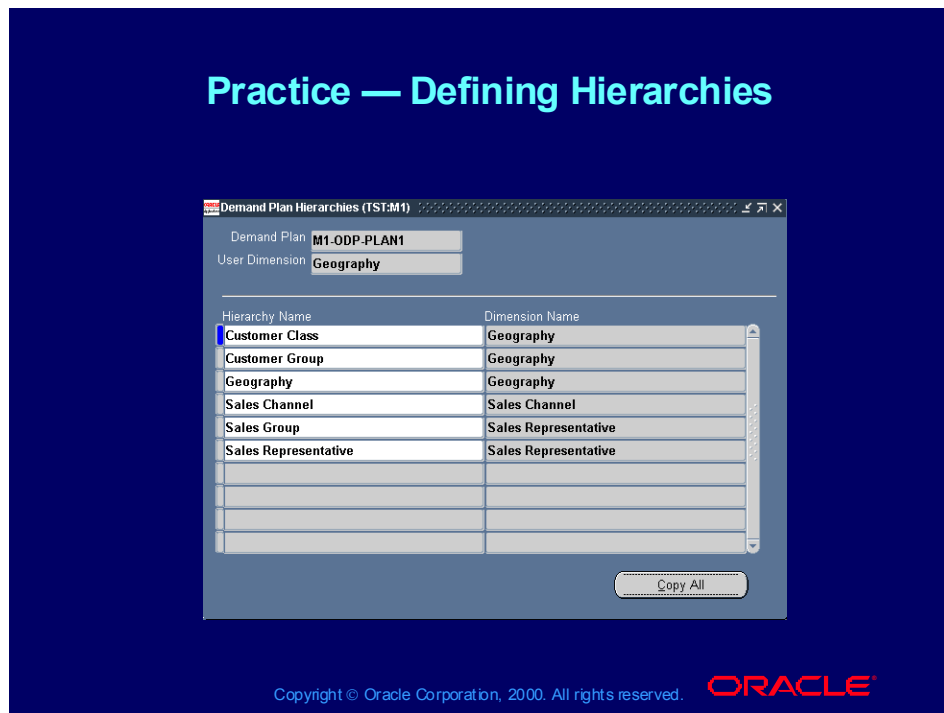 Practice — Defining Hierarchies
Demand Plan Hierarchies (TST:M1)
Demand Plan M1-ODP-PLAN1
User Dimension Geography
Hierarchy Name Dimension Name
Customer Class Geography
Customer Group Geography
Geography Geography
Sales Channel Sales Channel
Sales Group Sales Representative
Sales Representative Sales Representative
Copy All
Copyright © Oracle Corporation, 2000. All rights reserved. ORACLE®